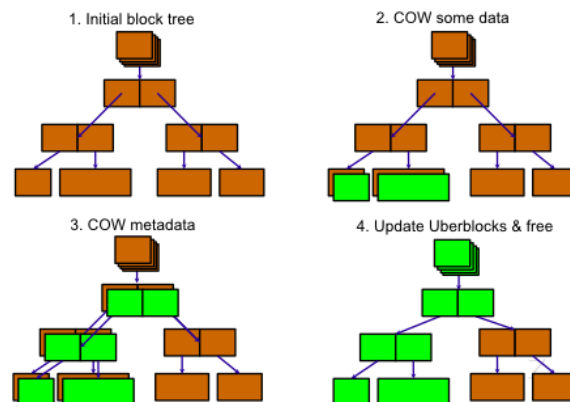 1. Initial block tree
2. COW some data
3. COW metadata
4. Update Uberblocks & free